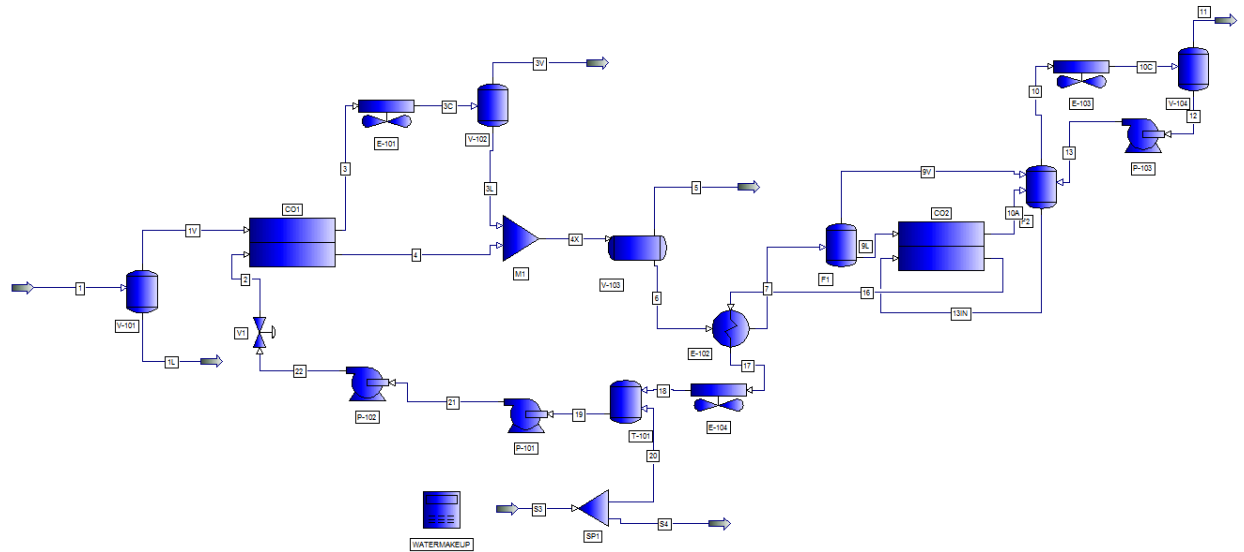 11
3V
10C
10
E-103
V-104
3C
12
V-102
13
E-101
P-103
3
9V
3L
5
CO1
CO2
10A
F2
1V
9L
4
4X
2
M1
F1
V-103
7
16
1
6
13IN
V-101
V1
E-102
1L
17
22
18
21
19
P-102
E-104
P-101
T-101
20
S3
S4
SP1
WATERMAKEUP